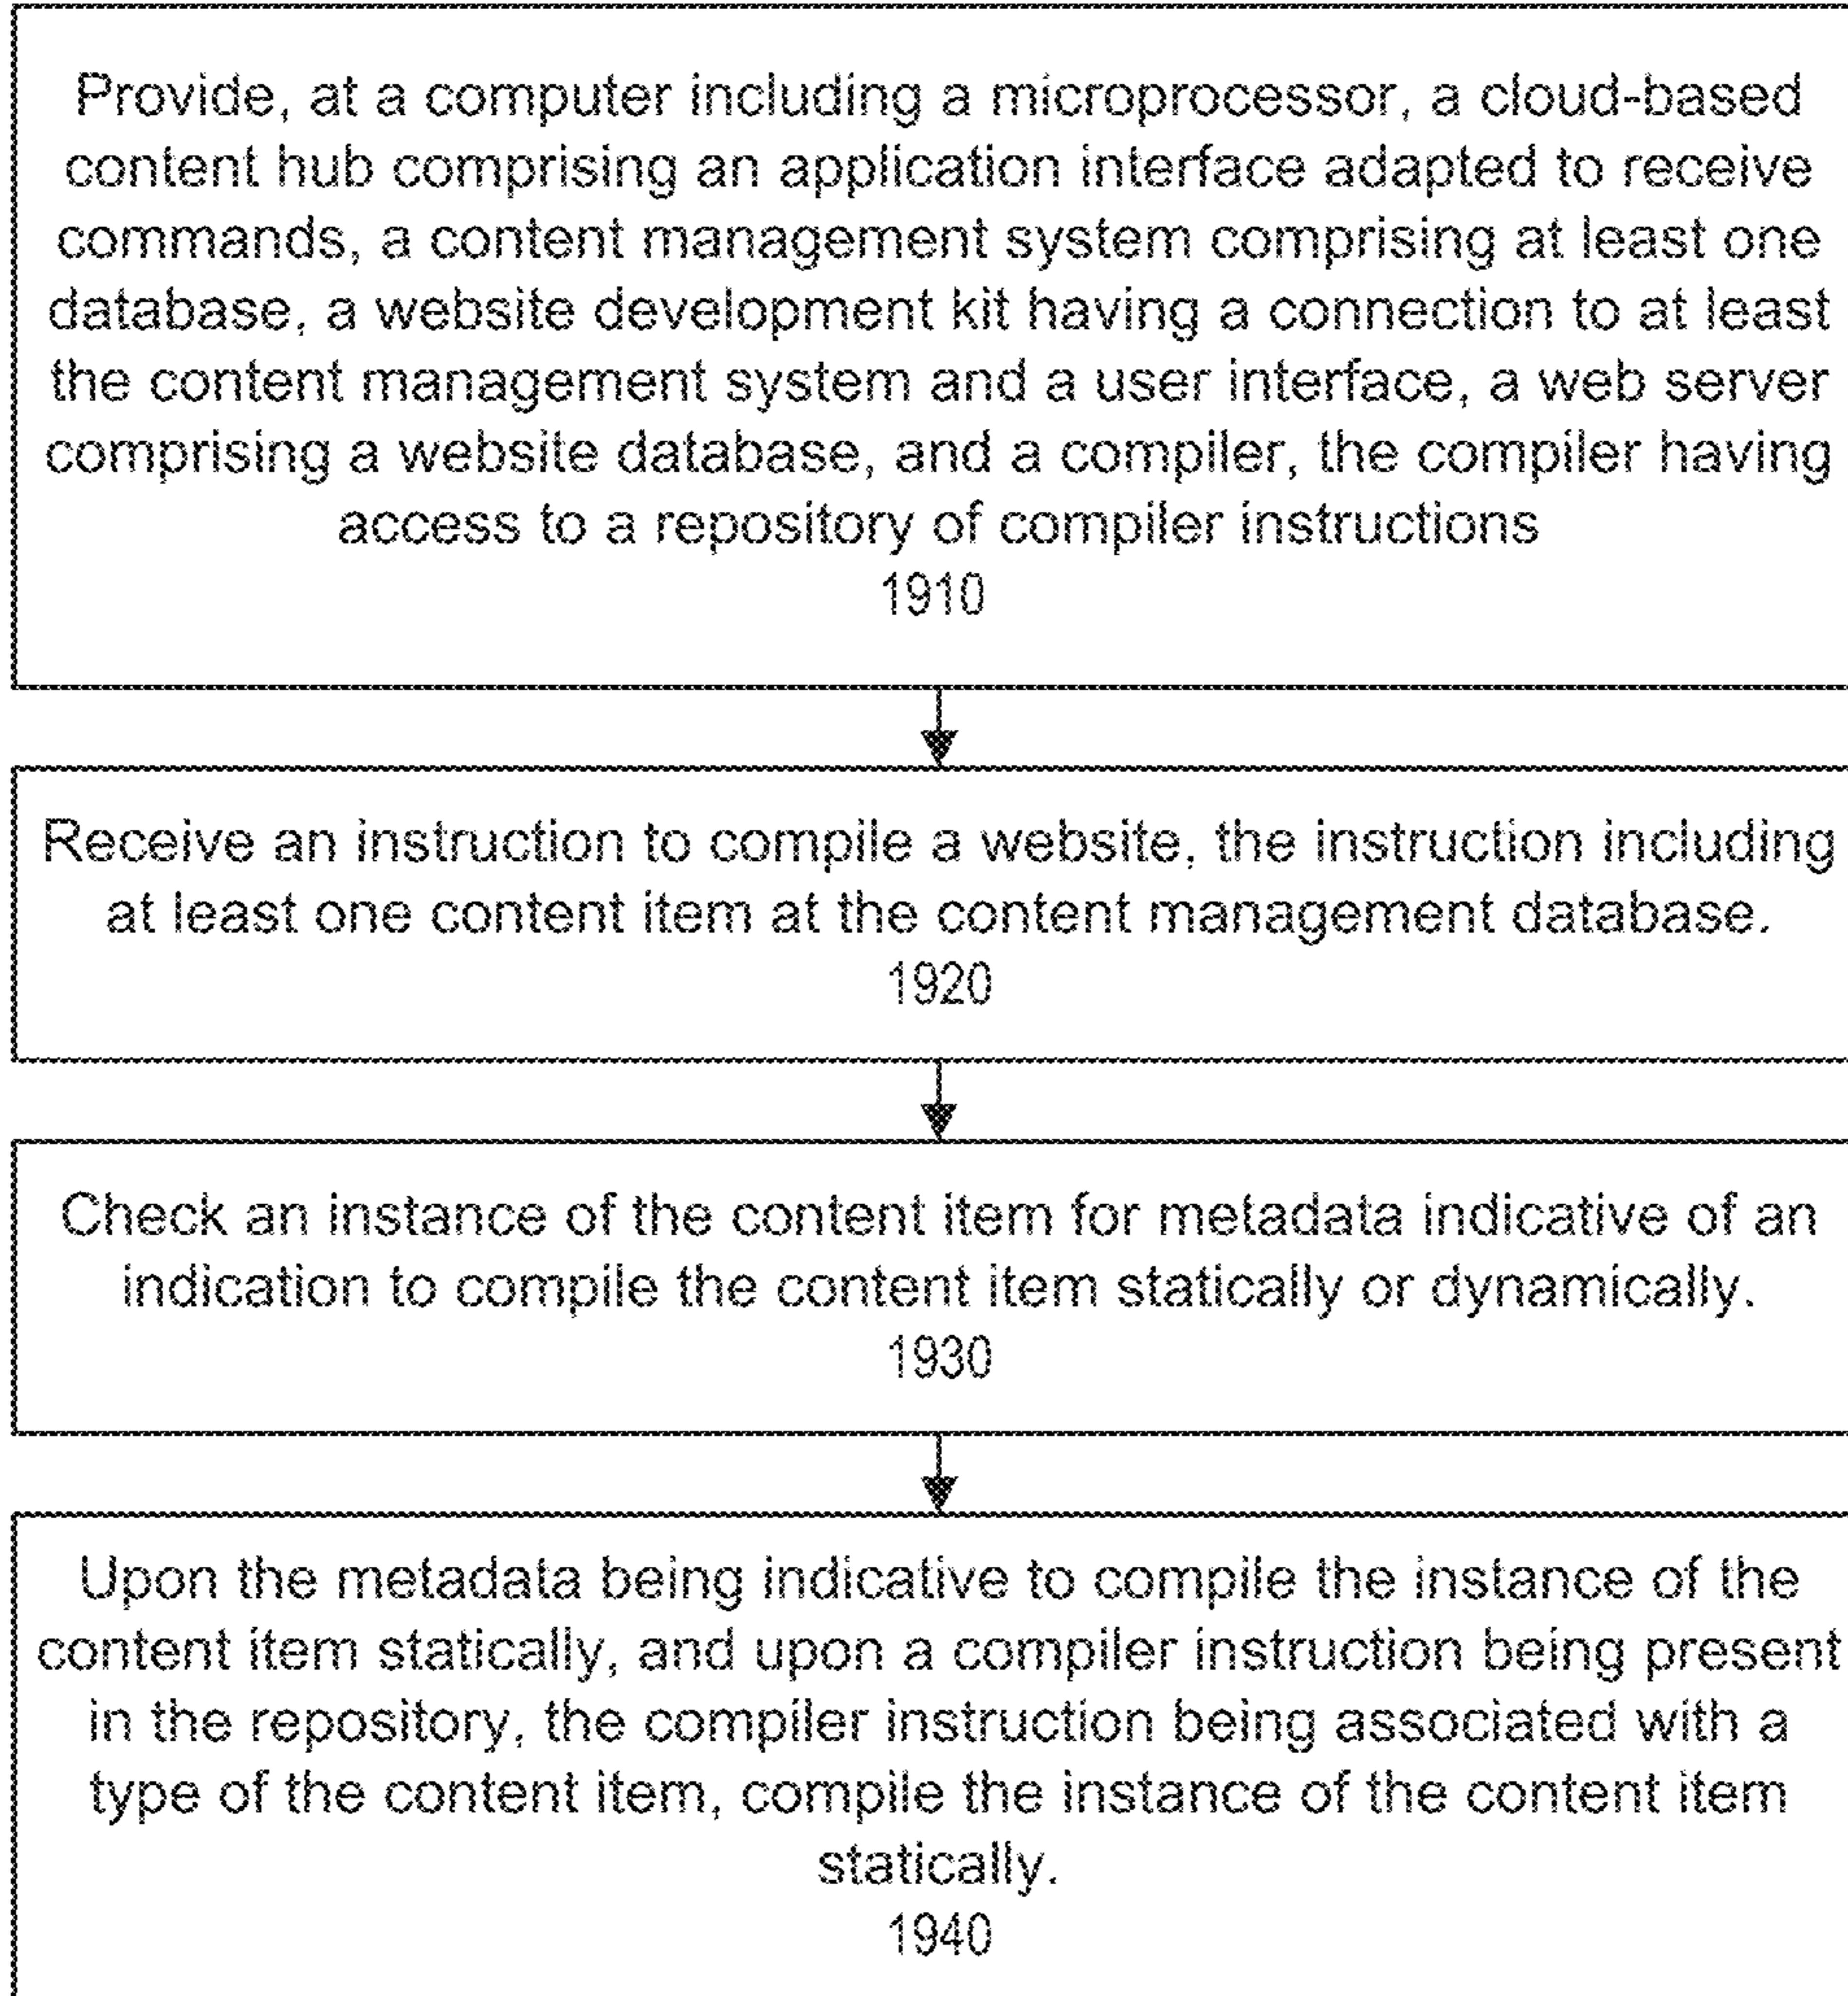 Provide, at a computer including a microprocessor, a cloud-based
content hub comprising an application interface adapted to receive
commands, a content management system comprising at least one
database, a website development kit having a connection to at least
the content management system and a user interface, a web server
comprising a website database, and a compiler, the compiler having
access to a repository of compiler instructions
1910
Receive an instruction to compile a website, the instruction including
at least one content item at the content management database.
1920
Check an instance of the content item for metadata indicative of an
indication to compile the content item statically or dynamically.
1930
Upon the metadata being indicative to compile the instance of the
content item statically, and upon a compiler instruction being present
in the repository, the compiler instruction being associated with a
type of the content item, compile the instance of the content item
statically.
1940